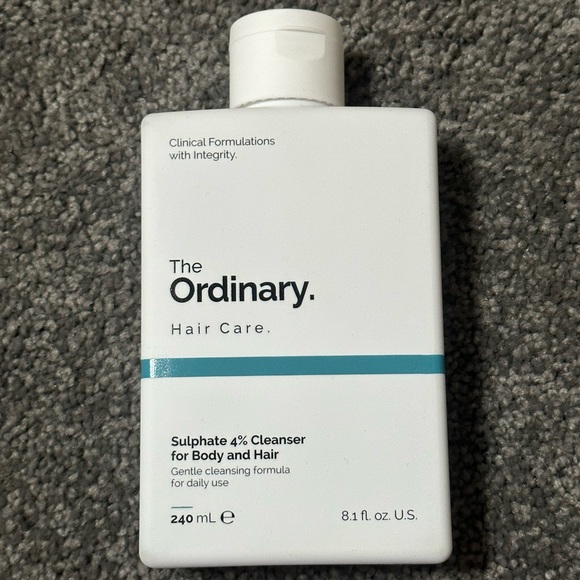 Clinical Formulations
with Integrity.
The
Ordinary.
Hair Care.
Sulphate 4% Cleanser
for Body and Hair
Gentle cleansing formula
for daily use
240 mL ℮ 8.1 fl. oz. U.S.